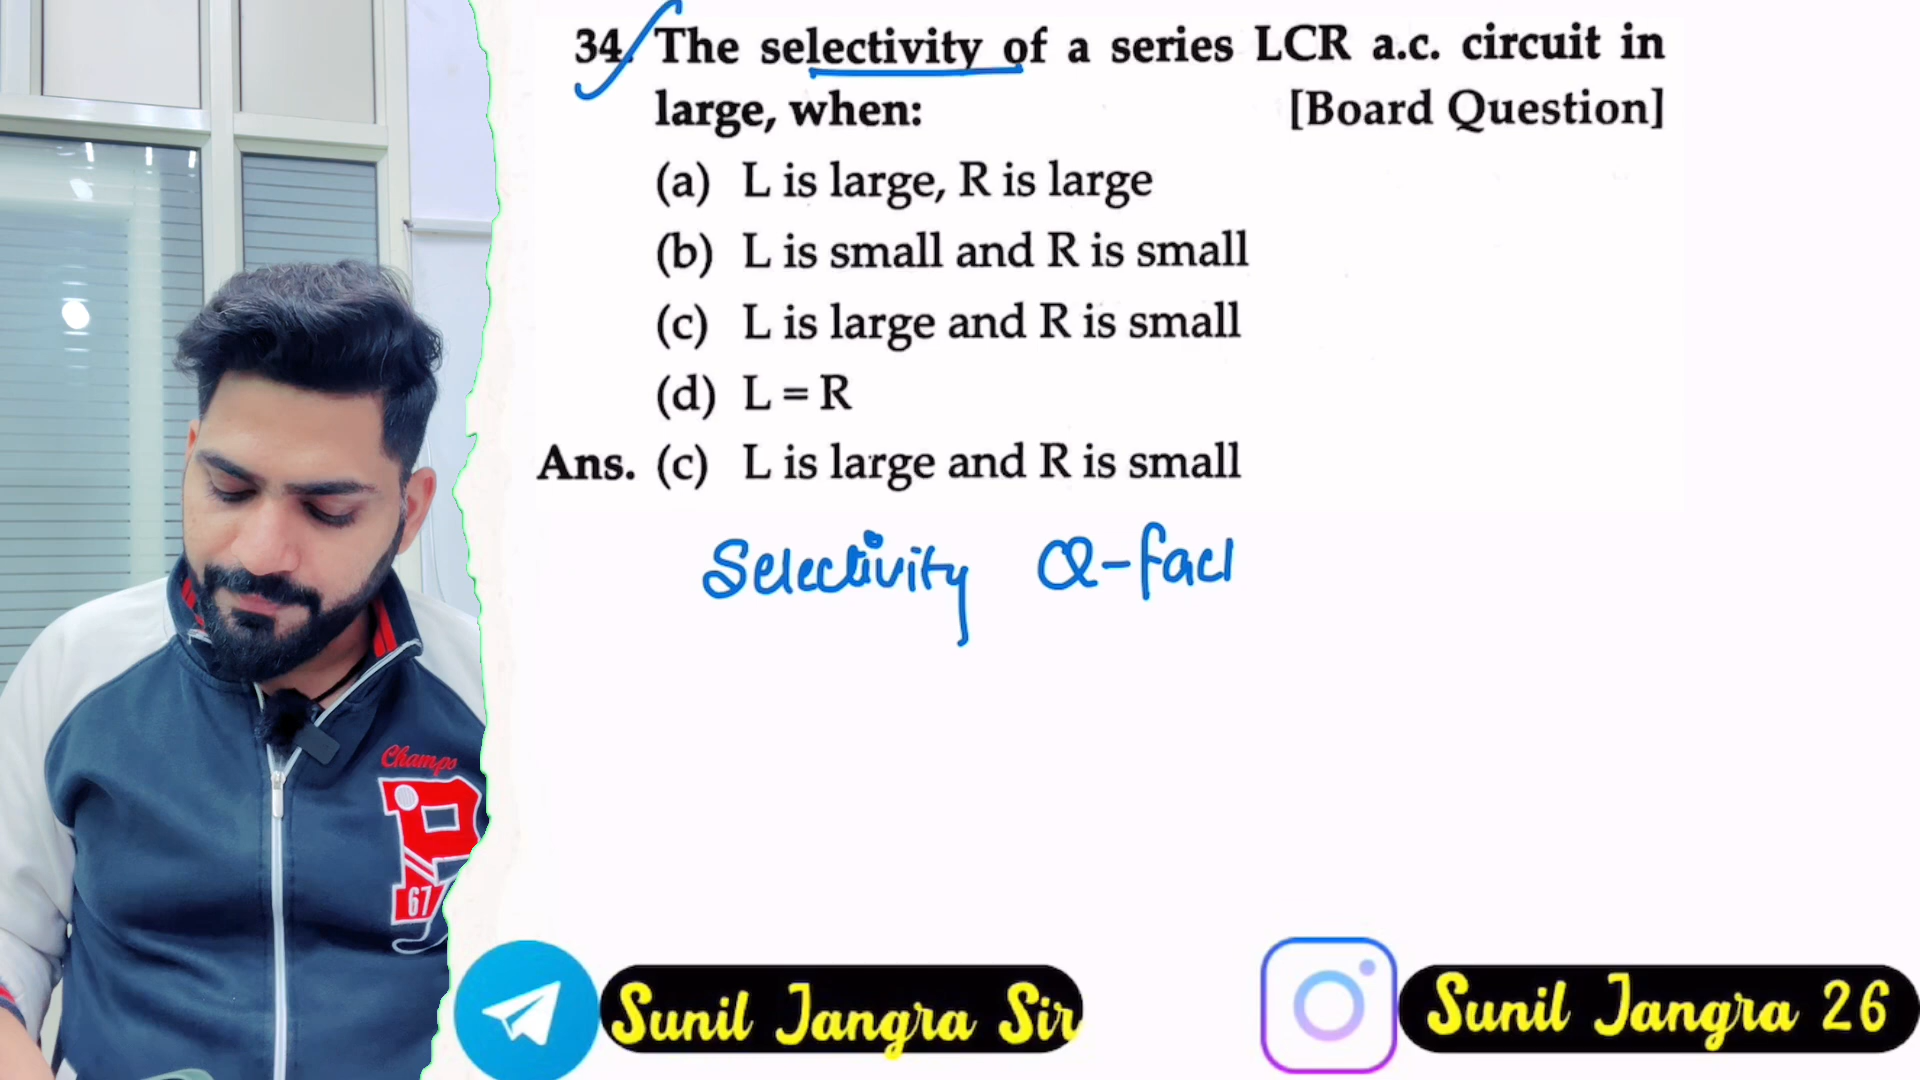 34. The selectivity of a series LCR a.c. circuit in
large, when: [Board Question]
(a) L is large, R is large
(b) L is small and R is small
(c) L is large and R is small
(d) L = R
Ans. (c) L is large and R is small
Selectivity Q-fact
Champs
P
67
Sunil Jangra Sir
Sunil Jangra 26